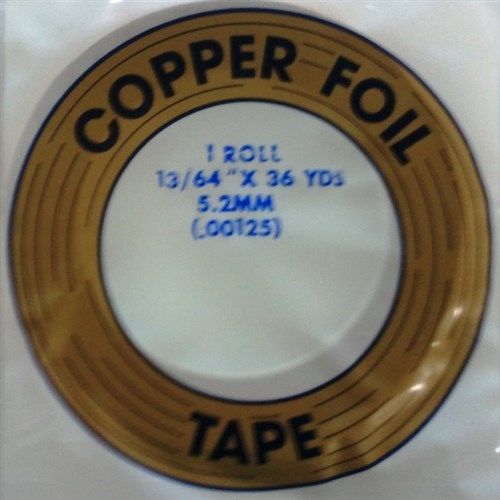 COPPER FOIL
1 ROLL
13/64" X 36 YDS
5.2MM
(.00125)
TAPE